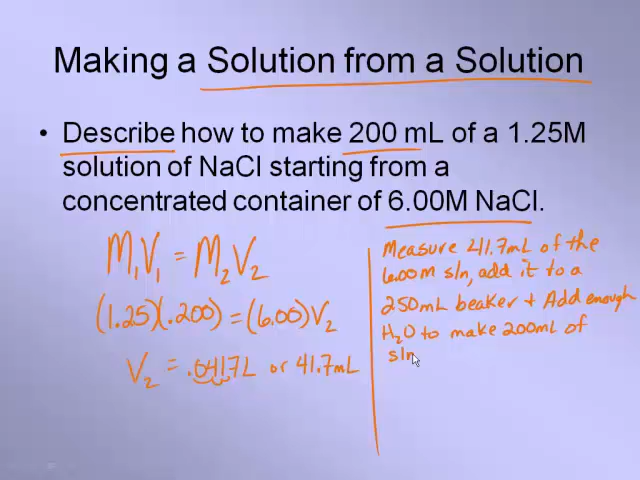 Making a Solution from a Solution
• Describe how to make 200 mL of a 1.25M
solution of NaCl starting from a
concentrated container of 6.00M NaCl.
M₁V₁ = M₂V₂
(1.25)(.200) = (6.00)V₂
V₂ = .0417L or 41.7mL
Measure 41.7mL of the
6.00M sln, add it to a
250mL beaker + Add enough
H₂O to make 200mL of
sln